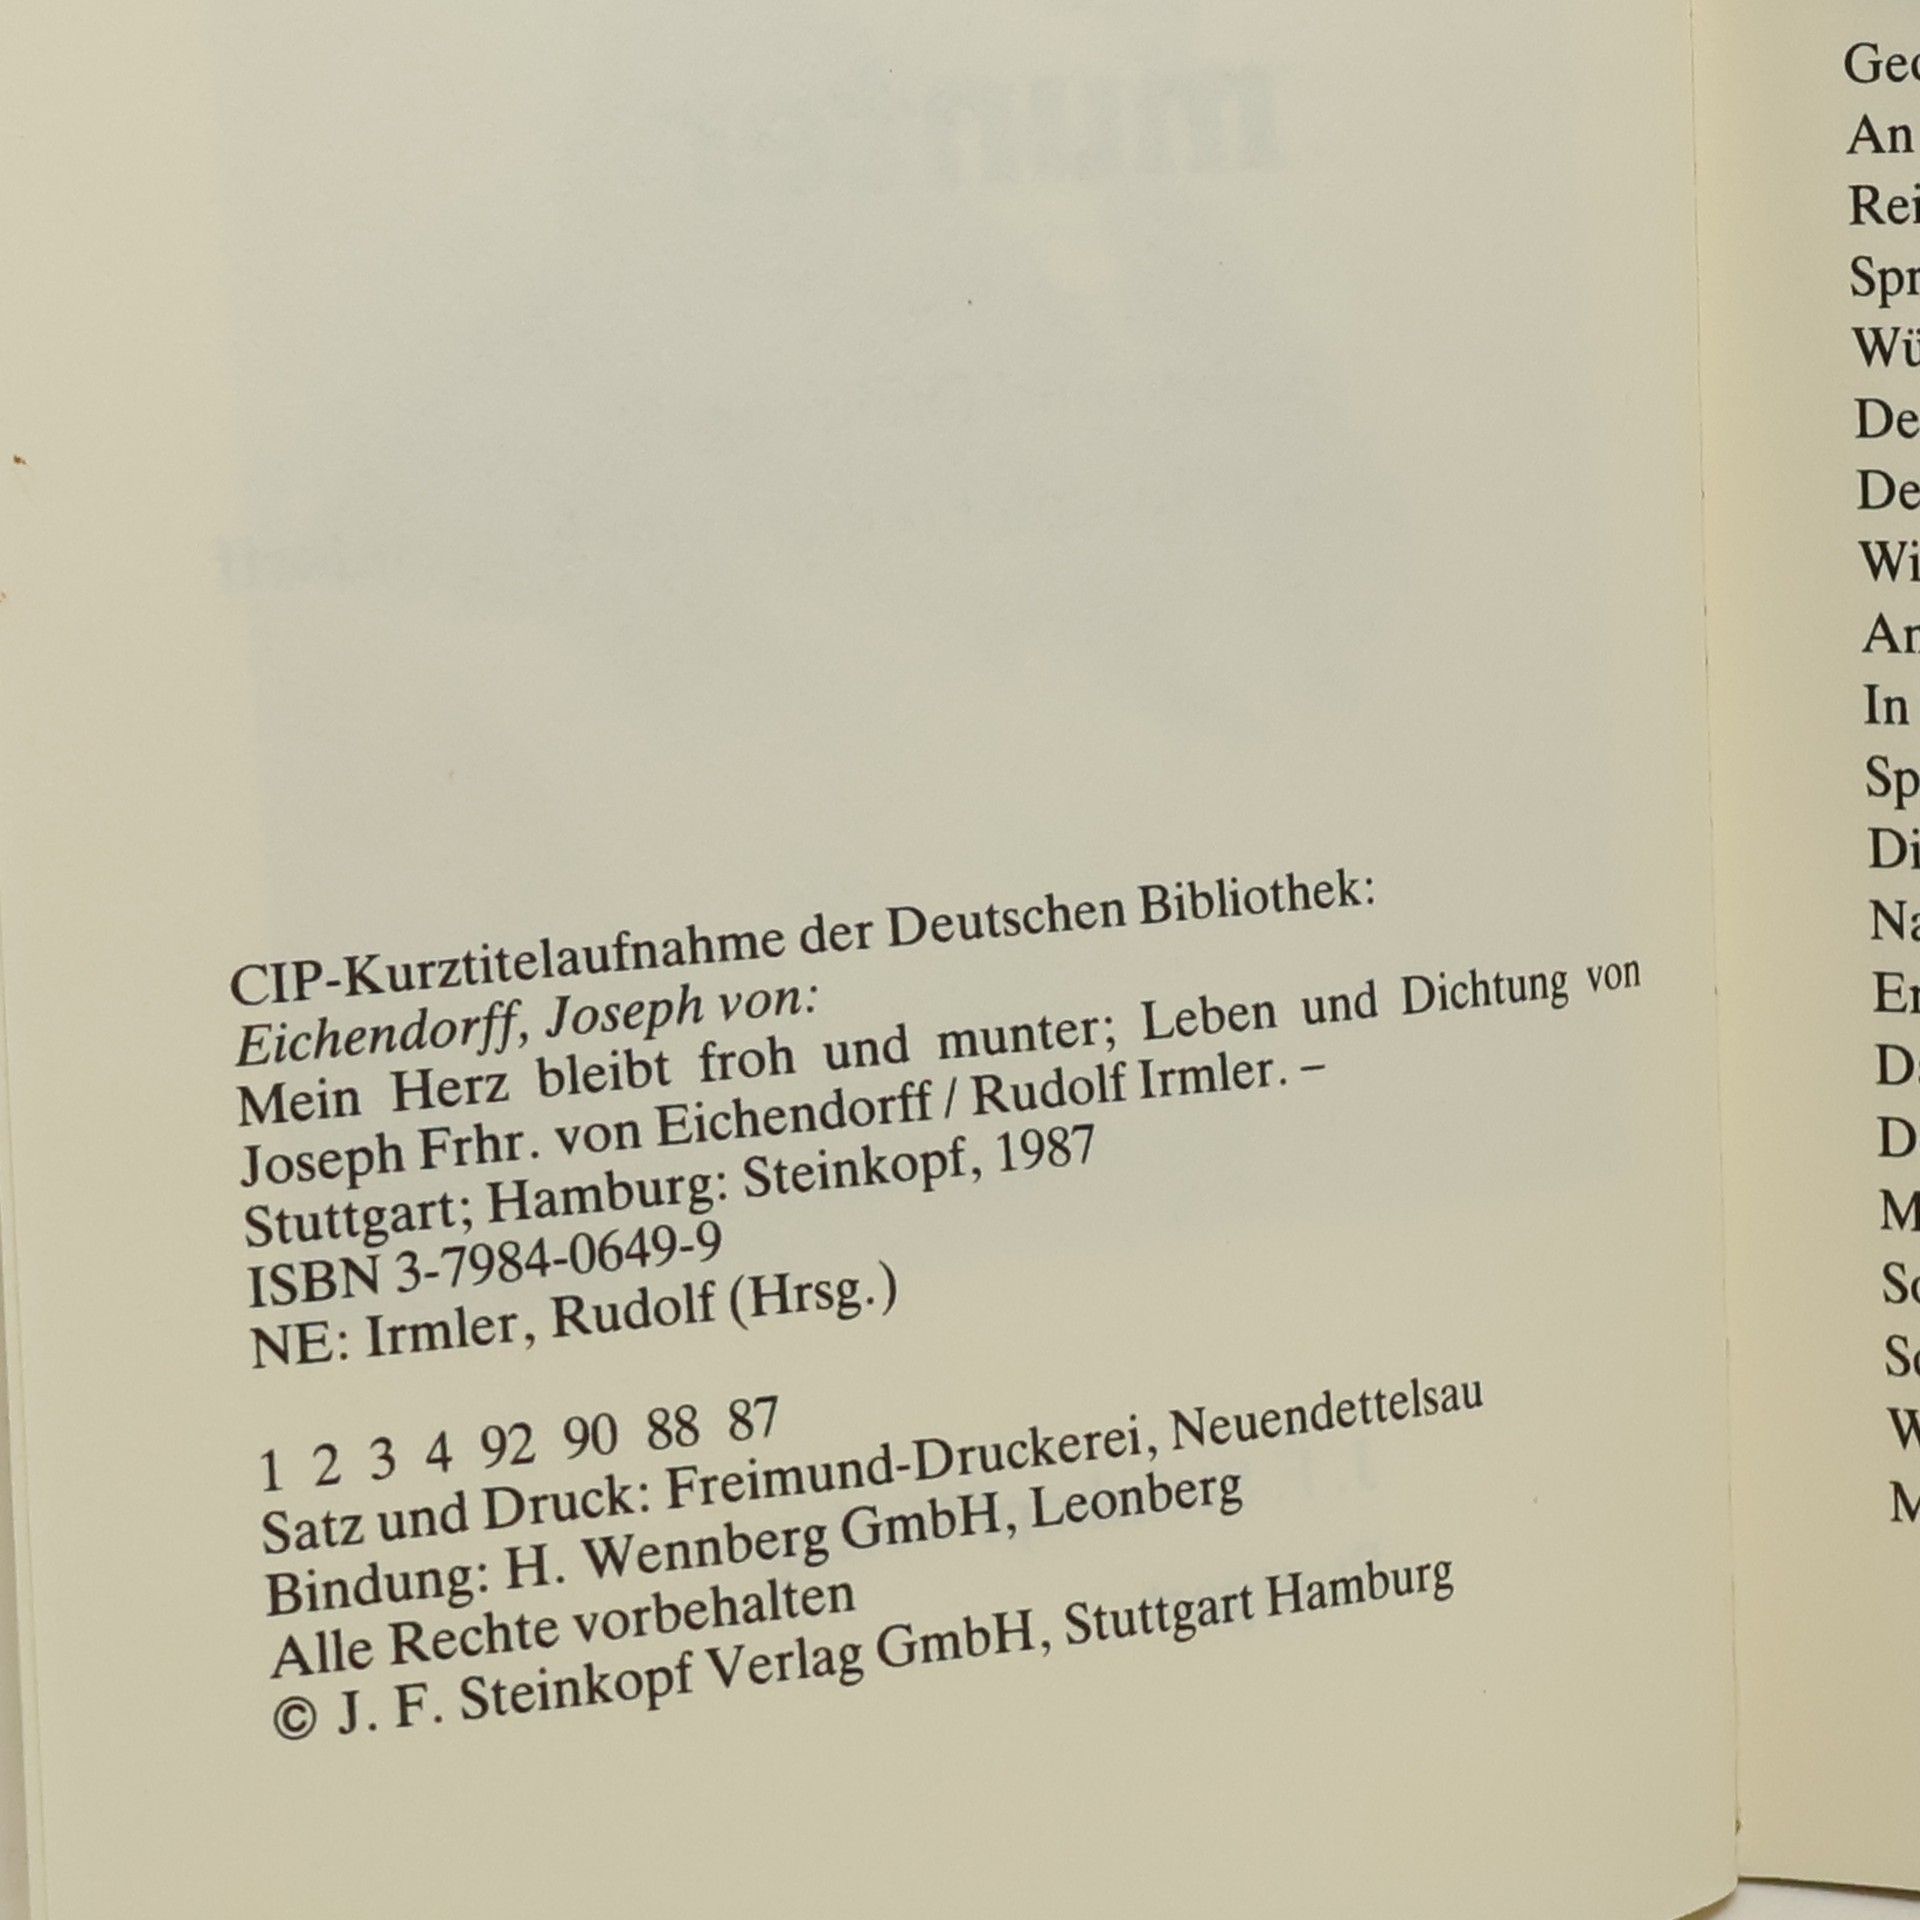 CIP-Kurztitelaufnahme der Deutschen Bibliothek:
Eichendorff, Joseph von:
Mein Herz bleibt froh und munter; Leben und Dichtung von
Joseph Frhr. von Eichendorff / Rudolf Irmler. –
Stuttgart; Hamburg: Steinkopf, 1987
ISBN 3-7984-0649-9
NE: Irmler, Rudolf (Hrsg.)
1 2 3 4 92 90 88 87
Satz und Druck: Freimund-Druckerei, Neuendettelsau
Bindung: H. Wennberg GmbH, Leonberg
Alle Rechte vorbehalten
© J. F. Steinkopf Verlag GmbH, Stuttgart Hamburg
An
In